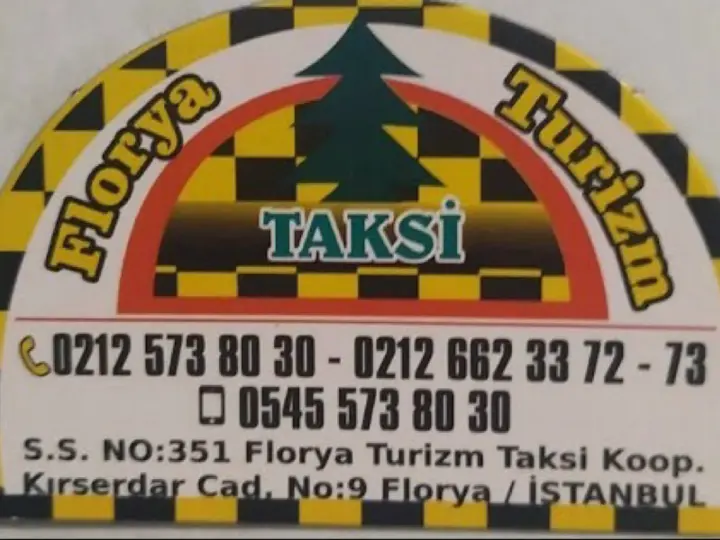 Florya Turizm
TAKSİ
0212 573 80 30 - 0212 662 33 72 - 73
0545 573 80 30
S.S. NO:351 Florya Turizm Taksi Koop.
Kırserdar Cad. No:9 Florya / İSTANBUL